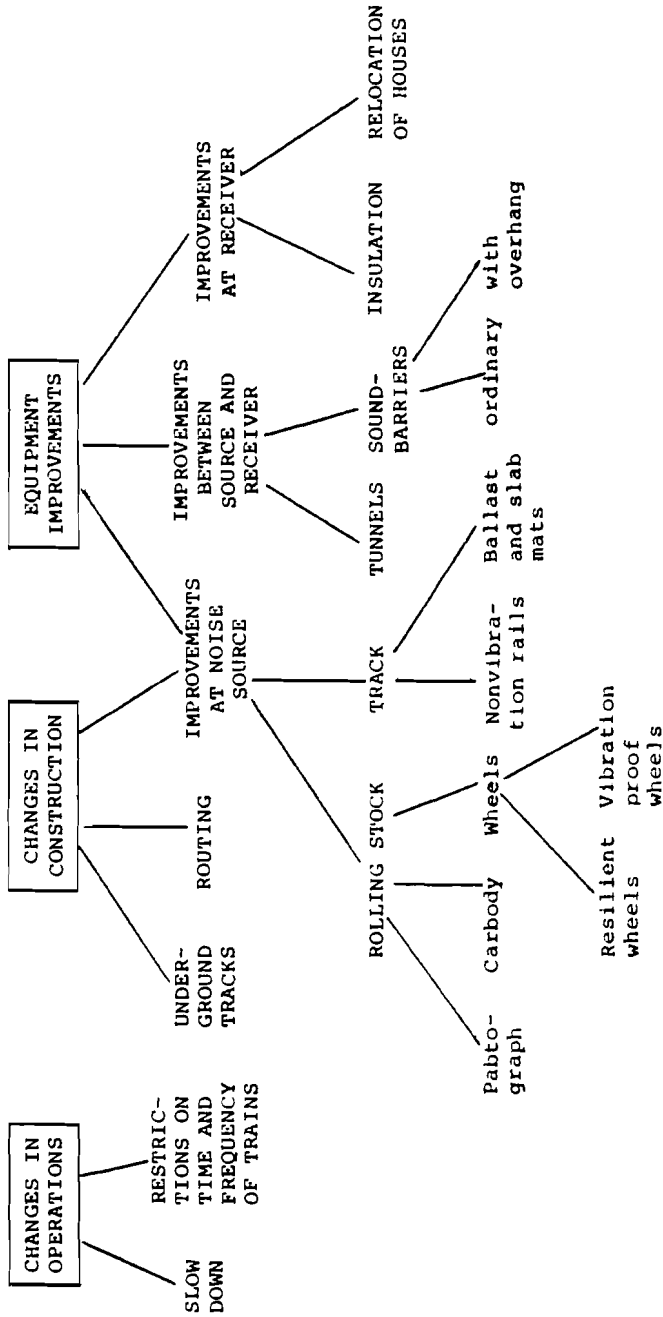 CHANGES IN
OPERATIONS
CHANGES IN
CONSTRUCTION
EQUIPMENT
IMPROVEMENTS
SLOW
DOWN
RESTRIC-
TIONS ON
TIME AND
FREQUENCY
OF TRAINS
UNDER-
GROUND
TRACKS
ROUTING
IMPROVEMENTS
AT NOISE
SOURCE
IMPROVEMENTS
BETWEEN
SOURCE AND
RECEIVER
IMPROVEMENTS
AT RECEIVER
ROLLING STOCK
TRACK
TUNNELS
SOUND-
BARRIERS
INSULATION
RELOCATION
OF HOUSES
Pabto-
graph
Carbody
Wheels
Nonvibra-
tion rails
Ballast
and slab
mats
ordinary
with
overhang
Resilient
wheels
Vibration
proof
wheels